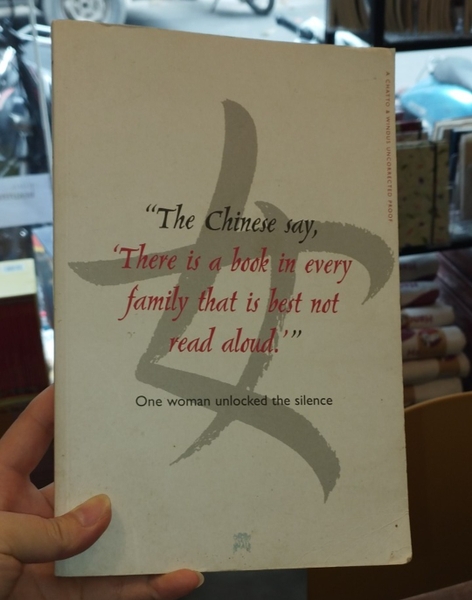 A CHATTO & WINDUS UNCORRECTED PROOF
女
“The Chinese say,
‘There is a book in every
family that is best not
read aloud.’”
One woman unlocked the silence